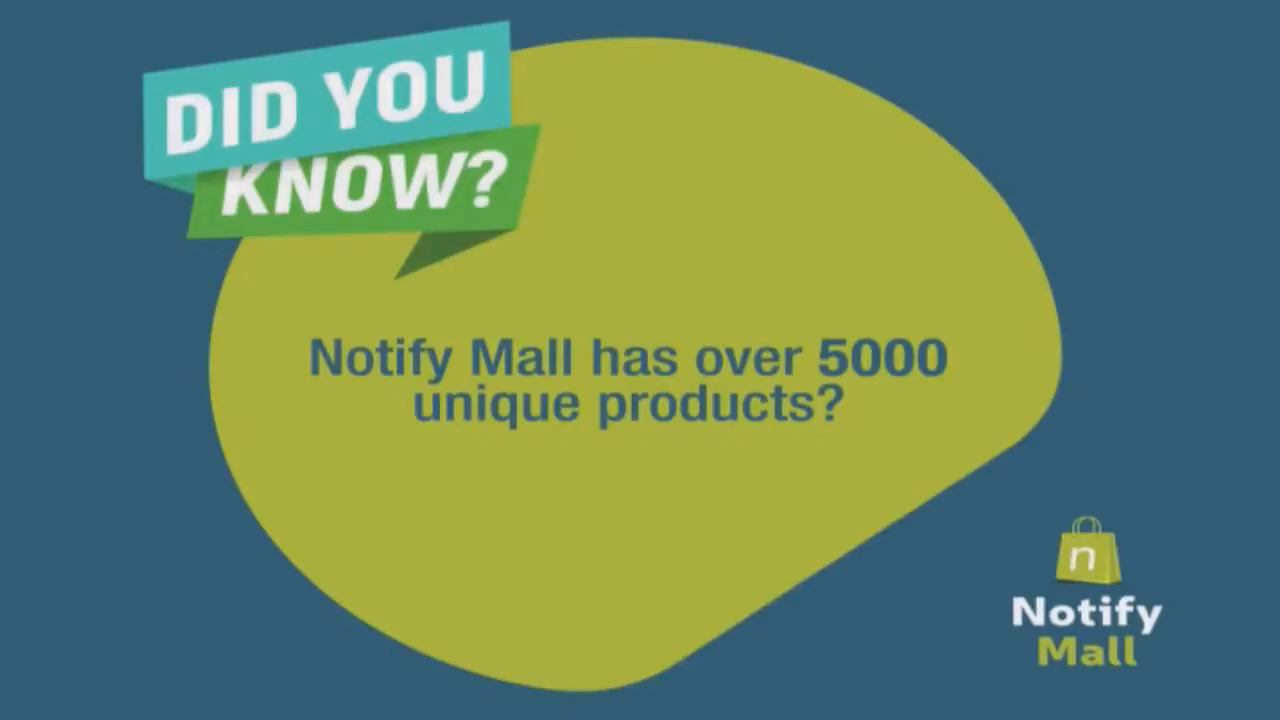 DID YOU
KNOW?
Notify Mall has over 5000
unique products?
n
Notify
Mall